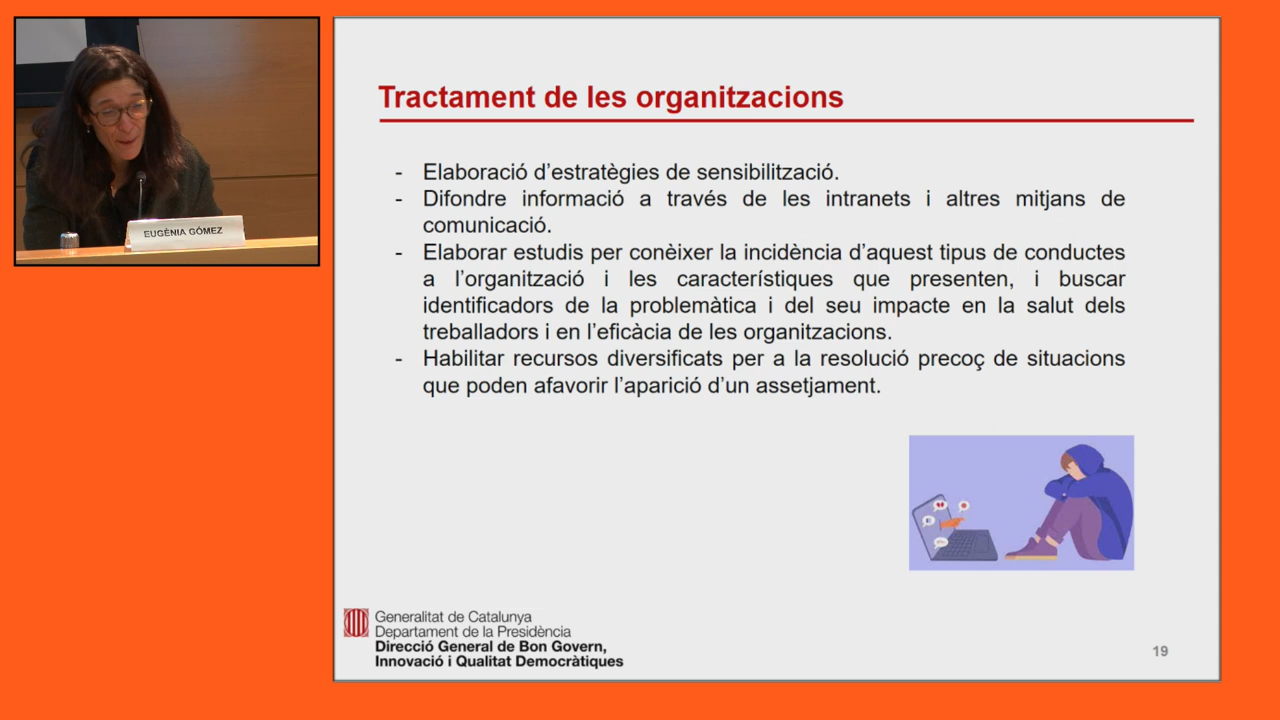 EUGÈNIA GÓMEZ
Tractament de les organitzacions
- Elaboració d'estratègies de sensibilització.
- Difondre informació a través de les intranets i altres mitjans de
comunicació.
- Elaborar estudis per conèixer la incidència d'aquest tipus de conductes
a l'organització i les característiques que presenten, i buscar
identificadors de la problemàtica i del seu impacte en la salut dels
treballadors i en l'eficàcia de les organitzacions.
- Habilitar recursos diversificats per a la resolució precoç de situacions
que poden afavorir l'aparició d'un assetjament.
Generalitat de Catalunya
Departament de la Presidència
Direcció General de Bon Govern,
Innovació i Qualitat Democràtiques
19